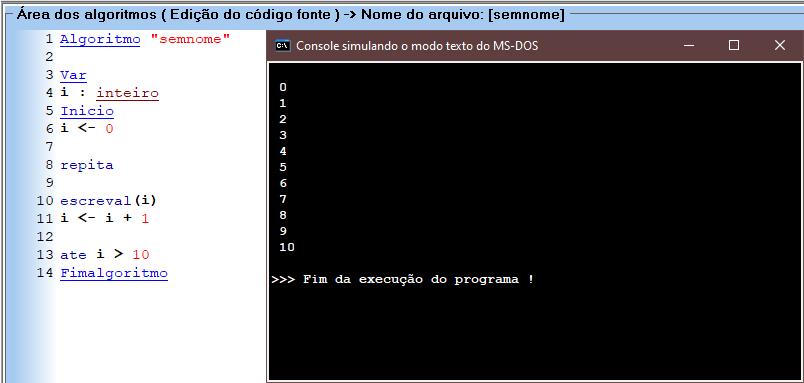 Área dos algoritmos ( Edição do código fonte ) -> Nome do arquivo: [semnome]
1 Algoritmo "semnome"
2
3 Var
4 i : inteiro
5 Inicio
6 i <- 0
7
8 repita
9
10 escreval(i)
11 i <- i + 1
12
13 ate i > 10
14 Fimalgoritmo
C:\ Console simulando o modo texto do MS-DOS
0
1
2
3
4
5
6
7
8
9
10
>>> Fim da execução do programa !